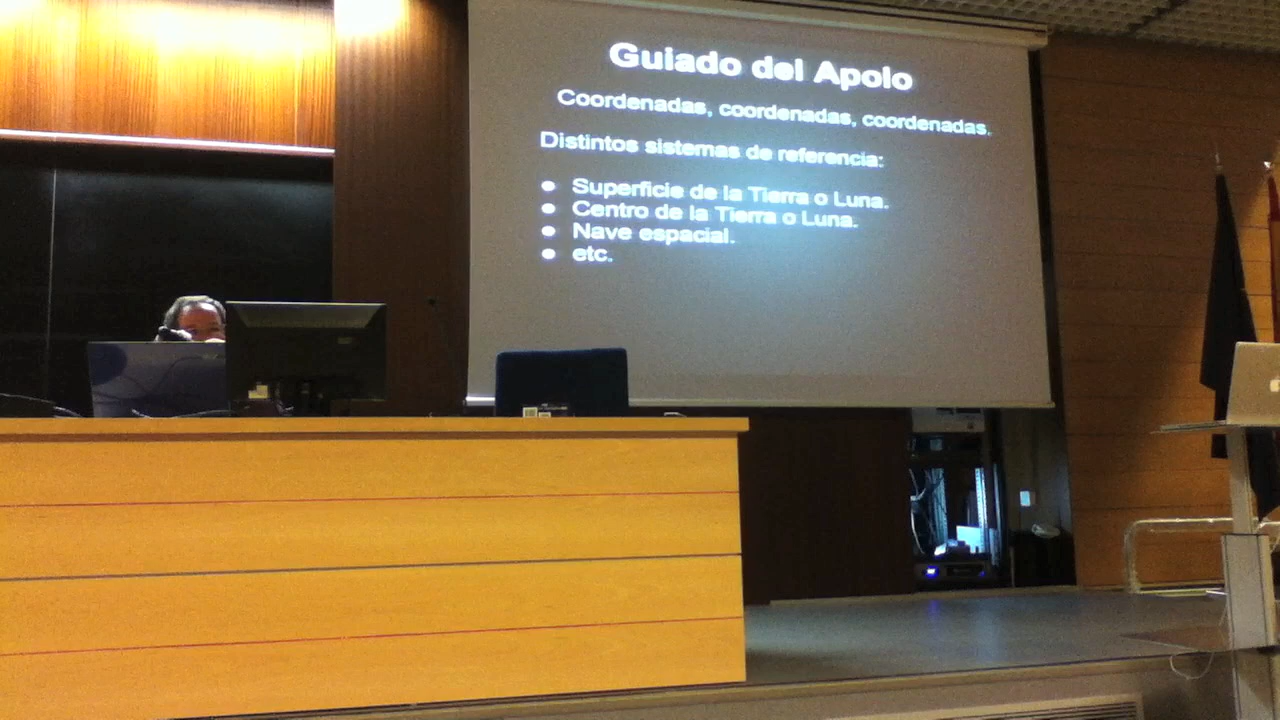 Guiado del Apolo
Coordenadas, coordenadas, coordenadas.
Distintos sistemas de referencia:
● Superficie de la Tierra o Luna.
● Centro de la Tierra o Luna.
● Nave espacial.
● etc.